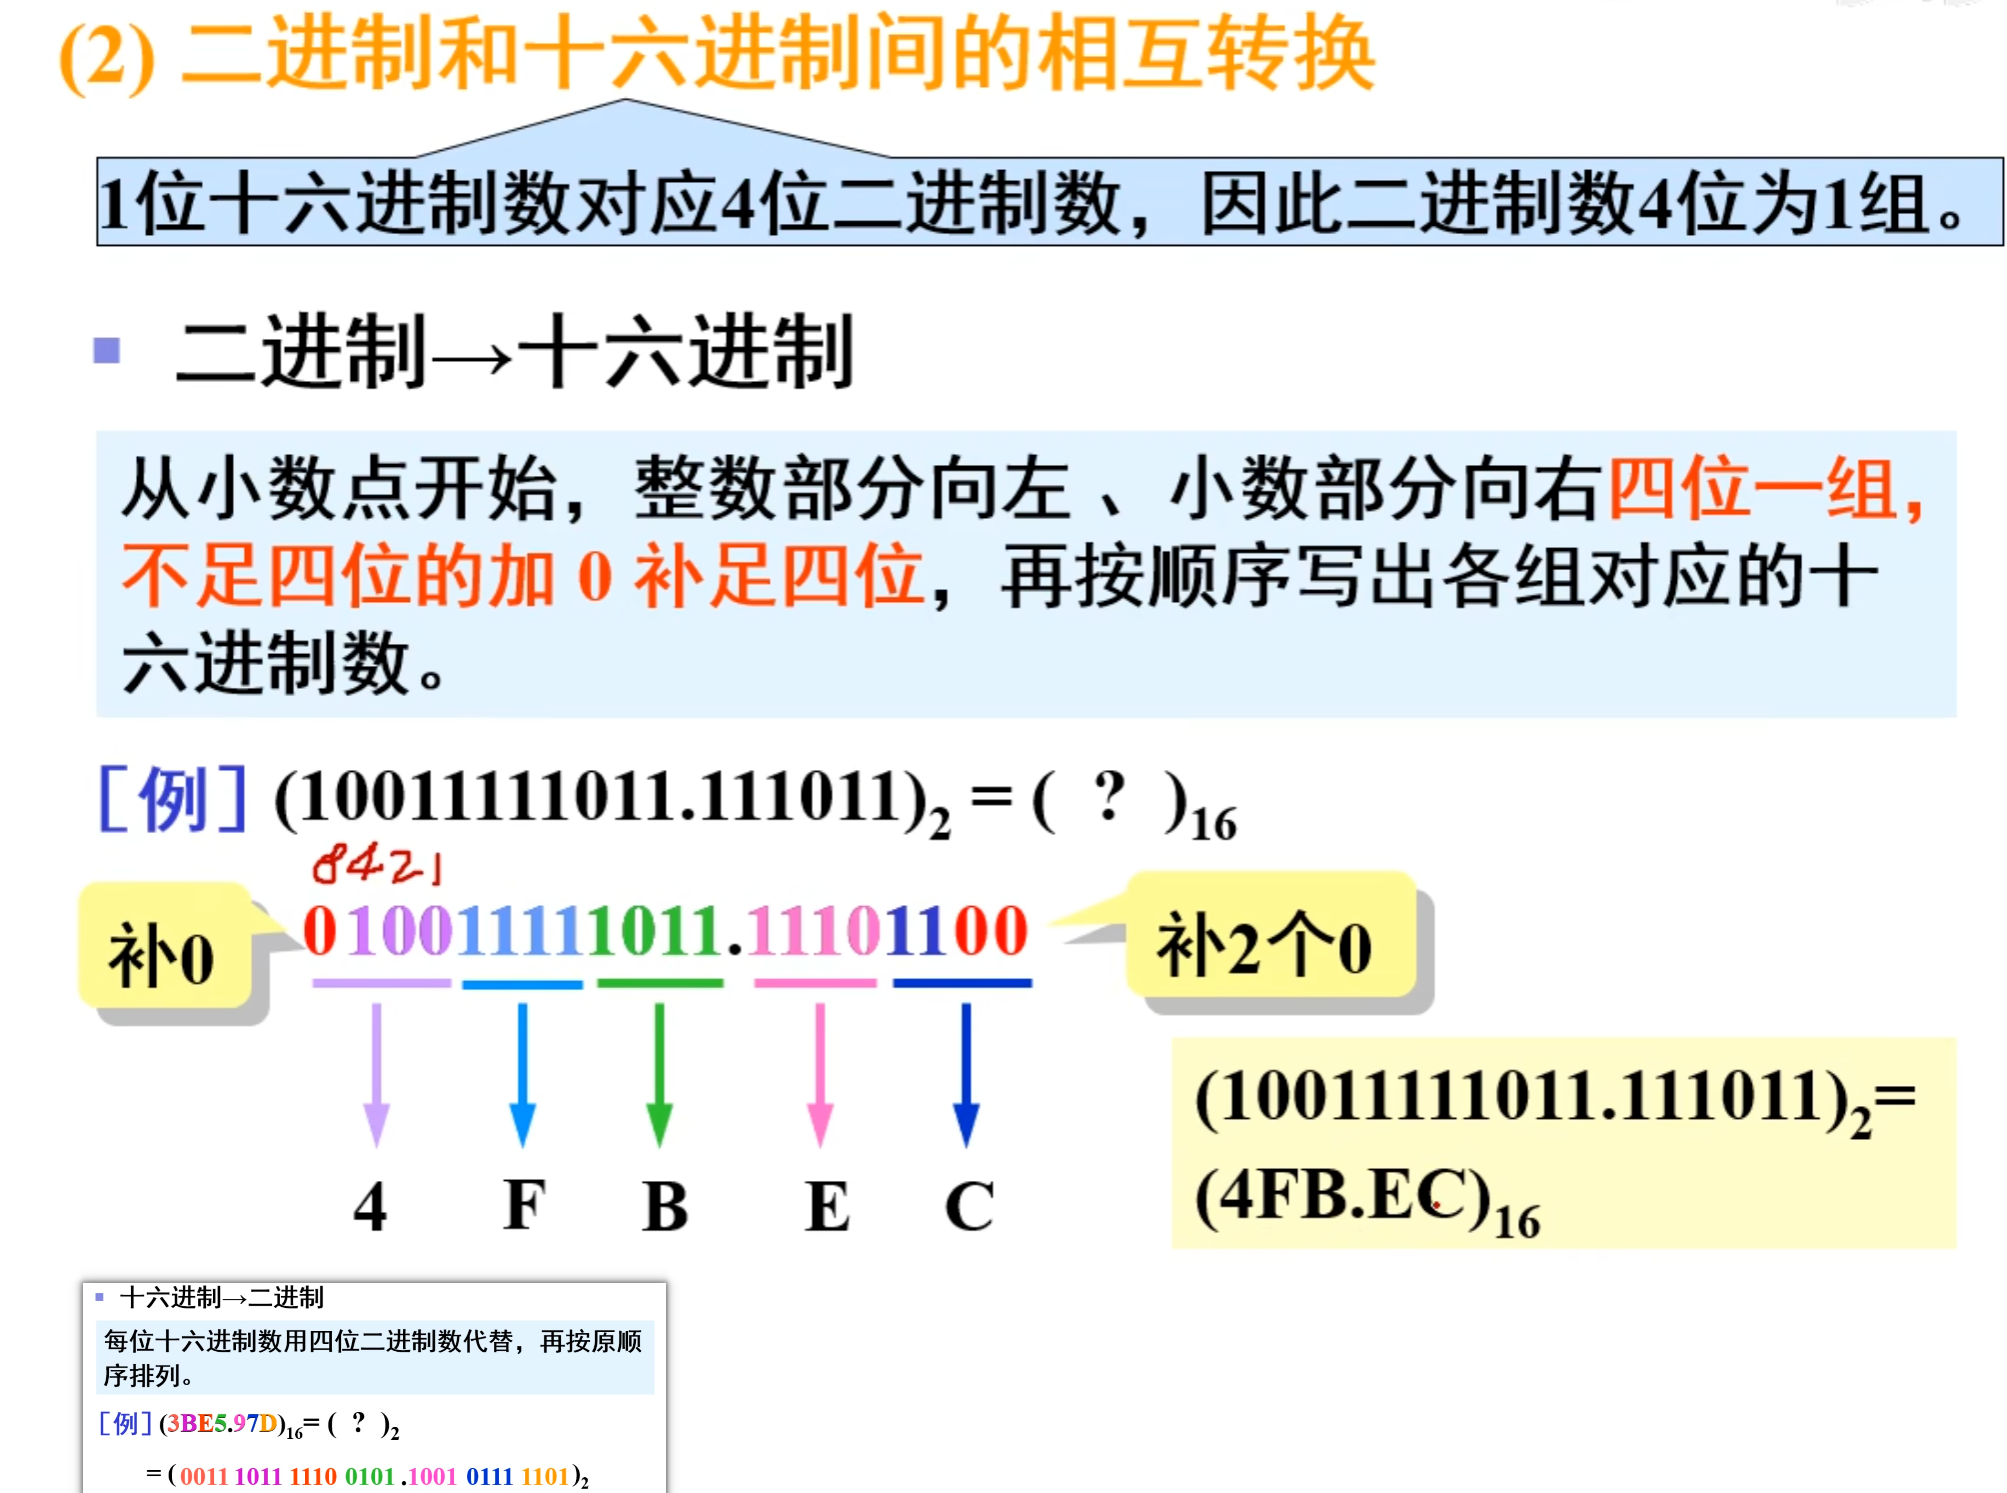 (2) 二进制和十六进制间的相互转换
1位十六进制数对应4位二进制数，因此二进制数4位为1组。
▪ 二进制→十六进制
从小数点开始，整数部分向左 、小数部分向右四位一组，
不足四位的加 0 补足四位，再按顺序写出各组对应的十
六进制数。
［例］(10011111011.111011)₂ = ( ? )₁₆
8421
补0
010011111011.11101100
补2个0
4 F B E C
(10011111011.111011)₂=
(4FB.EC)₁₆
▪ 十六进制→二进制
每位十六进制数用四位二进制数代替，再按原顺
序排列。
［例］(3BE5.97D)₁₆= ( ? )₂
= ( 0011 1011 1110 0101 .1001 0111 1101)₂